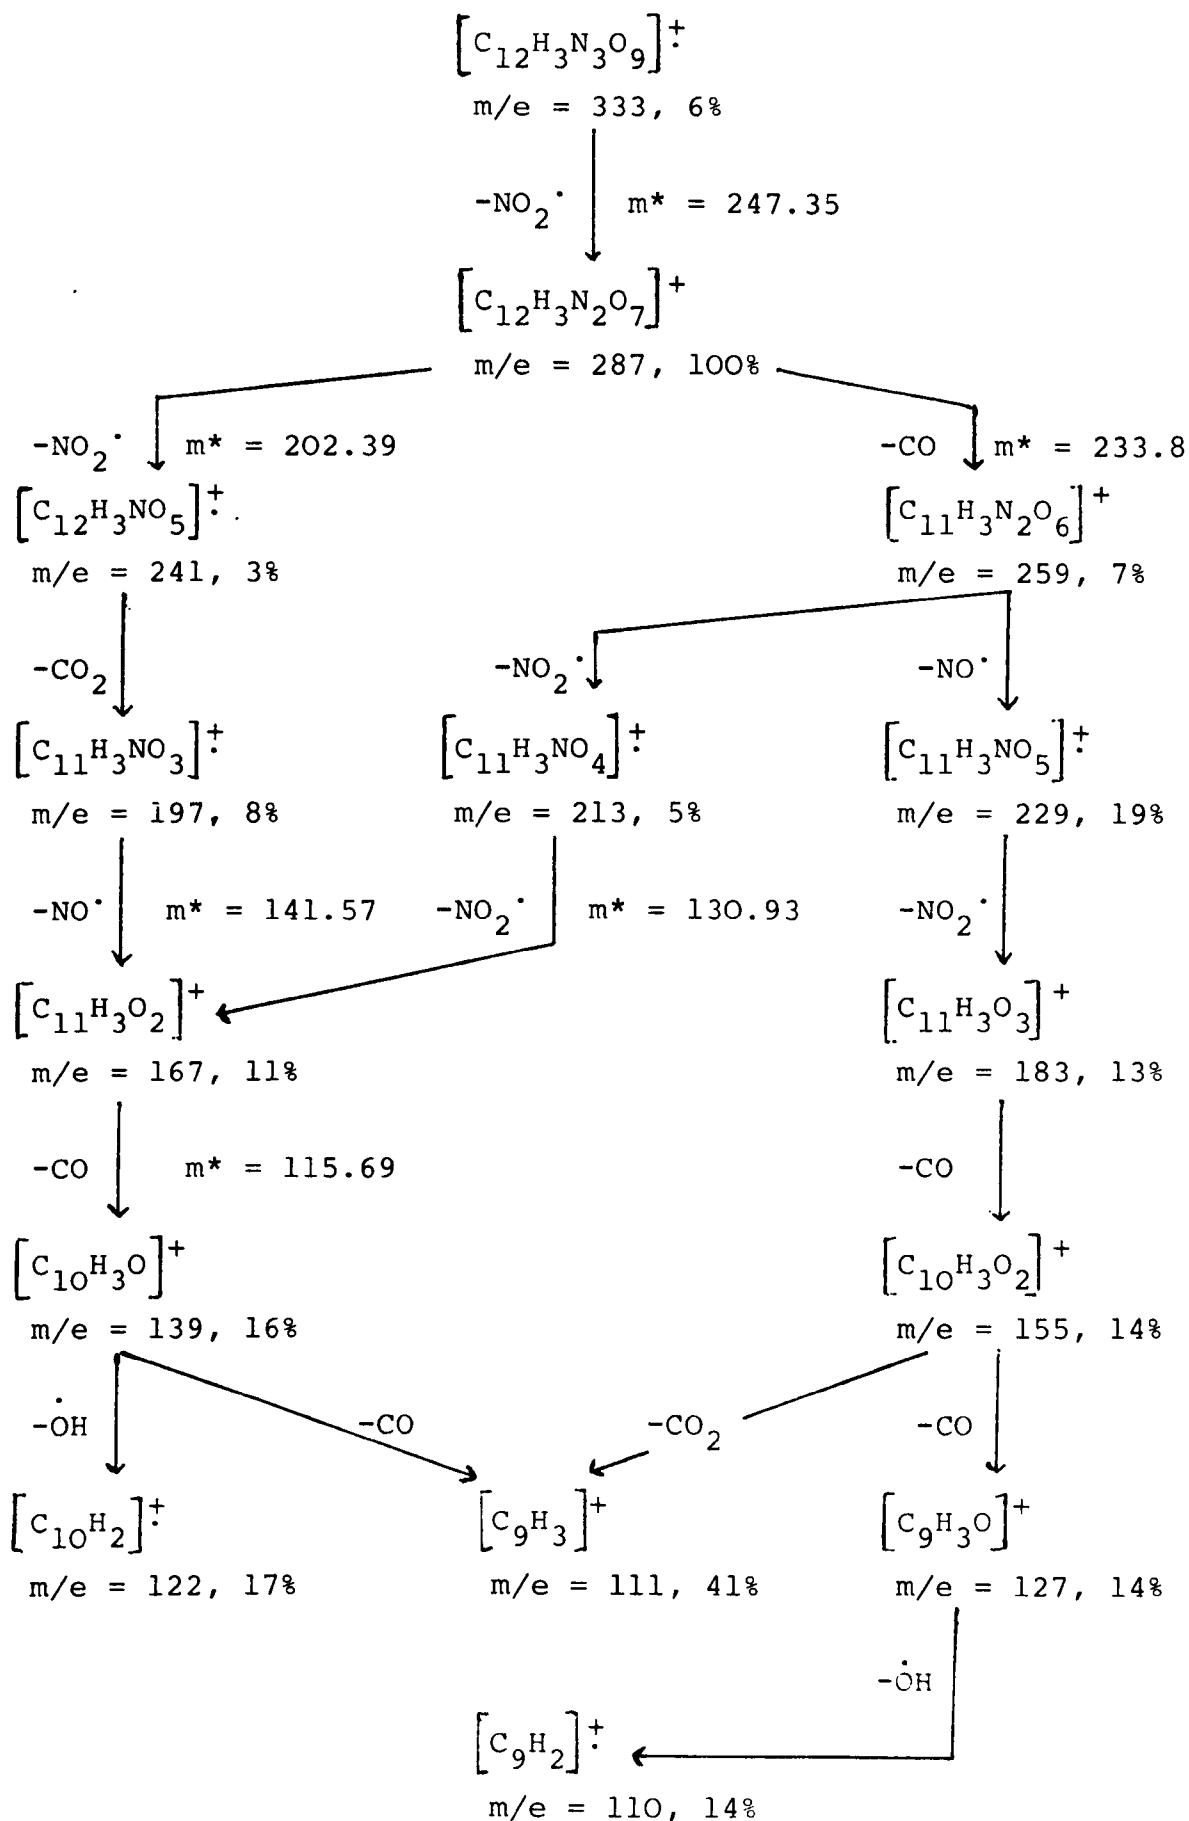 [C12H3N3O9]+·
m/e = 333, 6%
-NO2· m* = 247.35
[C12H3N2O7]+
m/e = 287, 100%
-NO2· m* = 202.39 -CO m* = 233.8
[C12H3NO5]+· [C11H3N2O6]+
m/e = 241, 3% m/e = 259, 7%
-CO2 -NO2· -NO·
[C11H3NO3]+· [C11H3NO4]+· [C11H3NO5]+·
m/e = 197, 8% m/e = 213, 5% m/e = 229, 19%
-NO· m* = 141.57 -NO2· m* = 130.93 -NO2·
[C11H3O2]+ [C11H3O3]+
m/e = 167, 11% m/e = 183, 13%
-CO m* = 115.69 -CO
[C10H3O]+ [C10H3O2]+
m/e = 139, 16% m/e = 155, 14%
-ȮH -CO -CO2 -CO
[C10H2]+· [C9H3]+ [C9H3O]+
m/e = 122, 17% m/e = 111, 41% m/e = 127, 14%
-ȮH
[C9H2]+·
m/e = 110, 14%